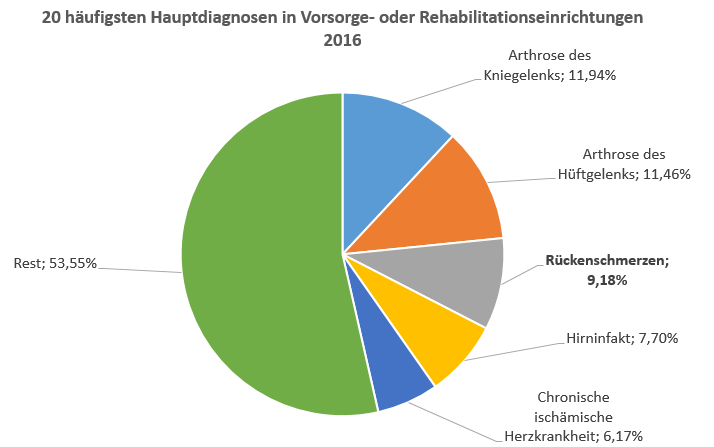 20 häufigsten Hauptdiagnosen in Vorsorge- oder Rehabilitationseinrichtungen
2016
Arthrose des
Kniegelenks; 11,94%
Arthrose des
Hüftgelenks; 11,46%
Rückenschmerzen;
9,18%
Hirninfakt; 7,70%
Chronische
ischämische
Herzkrankheit; 6,17%
Rest; 53,55%